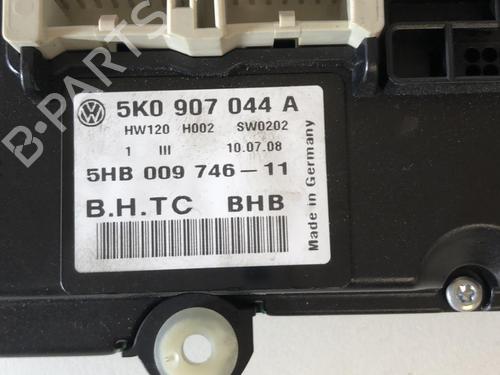 5K0 907 044 A
HW120 H002 SW0202
1 III 10.07.08
5HB 009 746-11
B.H.TC BHB
Made in Germany
B-PARTS